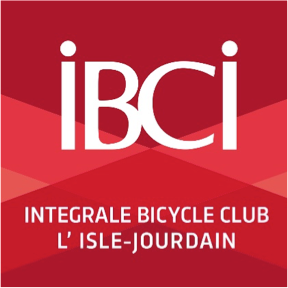 iBCi
INTEGRALE BICYCLE CLUB
L' ISLE-JOURDAIN